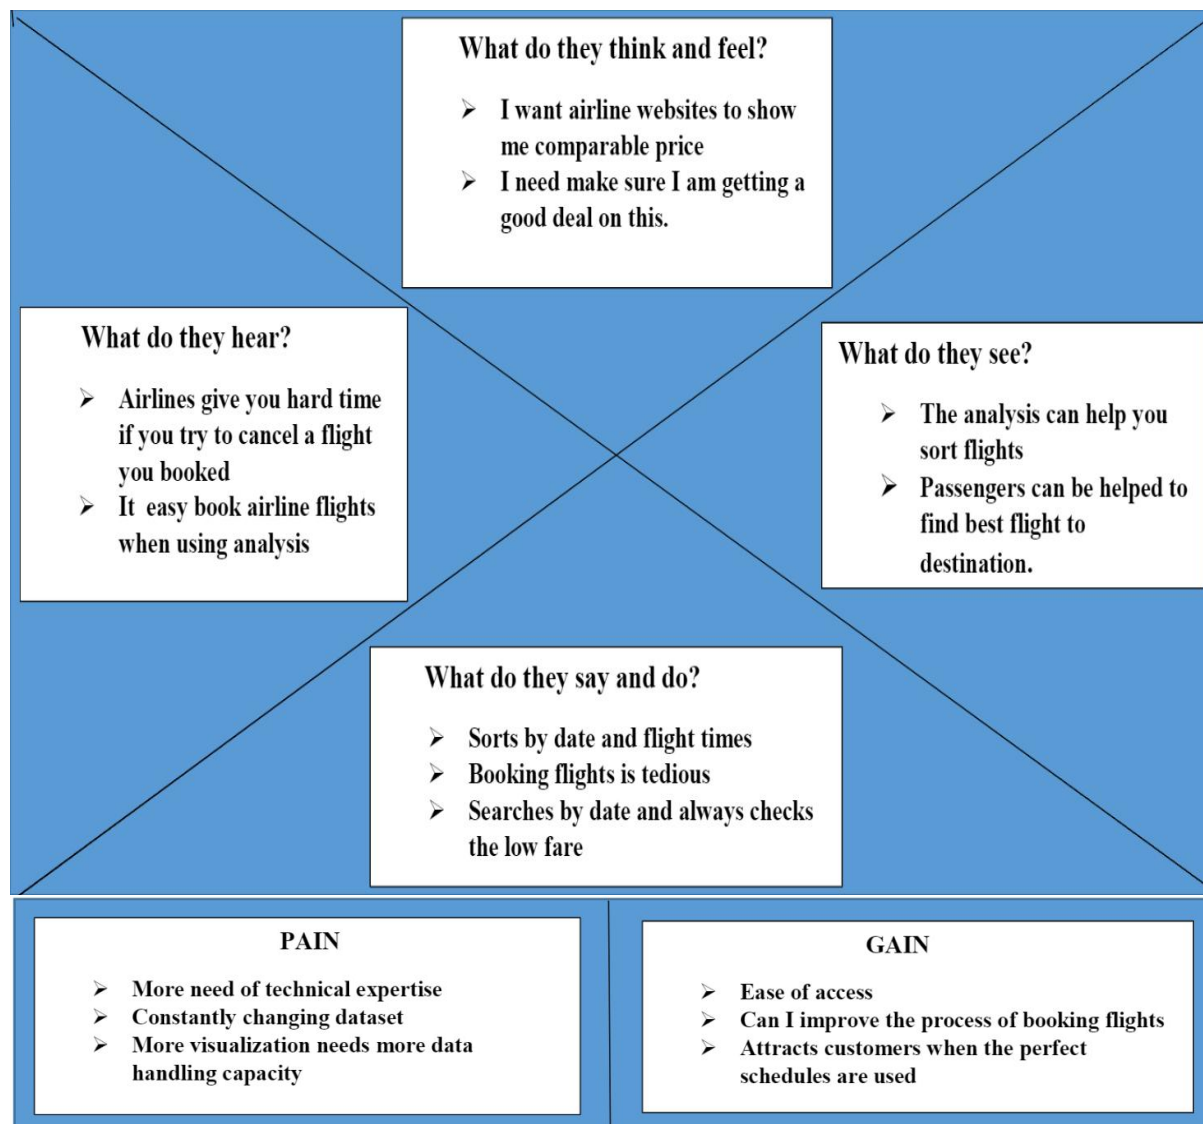 What do they think and feel?
➢ I want airline websites to show
me comparable price
➢ I need make sure I am getting a
good deal on this.
What do they hear?
➢ Airlines give you hard time
if you try to cancel a flight
you booked
➢ It easy book airline flights
when using analysis
What do they see?
➢ The analysis can help you
sort flights
➢ Passengers can be helped to
find best flight to
destination.
What do they say and do?
➢ Sorts by date and flight times
➢ Booking flights is tedious
➢ Searches by date and always checks
the low fare
PAIN
➢ More need of technical expertise
➢ Constantly changing dataset
➢ More visualization needs more data
handling capacity
GAIN
➢ Ease of access
➢ Can I improve the process of booking flights
➢ Attracts customers when the perfect
schedules are used